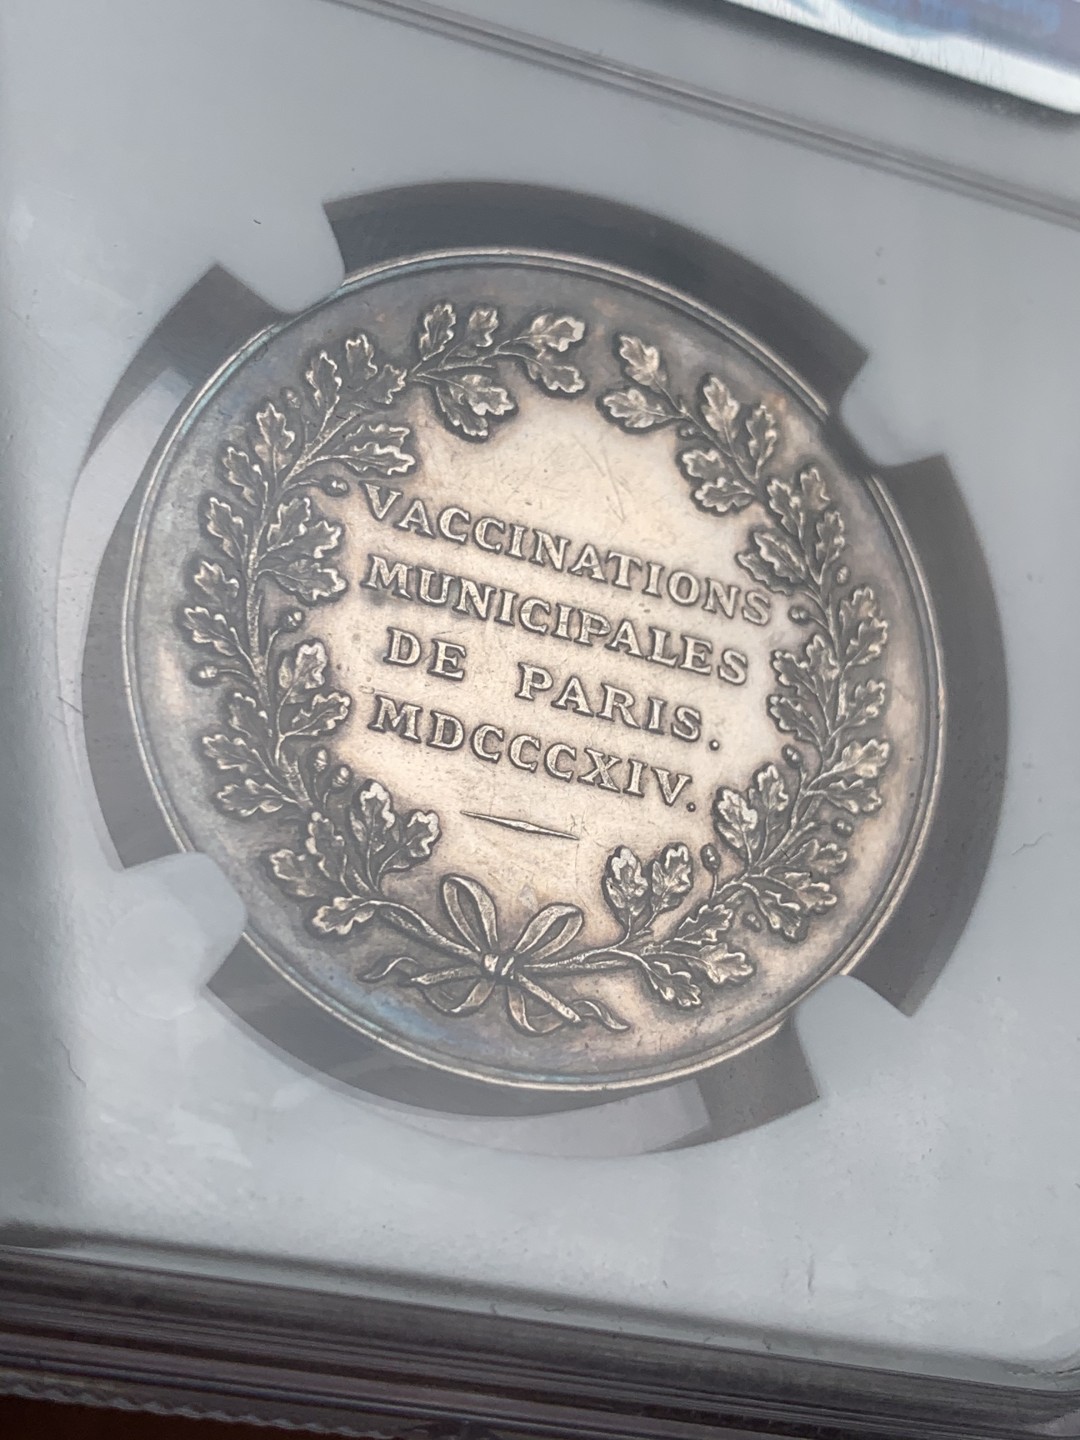 VACCINATIONS
MUNICIPALES
DE PARIS.
MDCCCXIV.